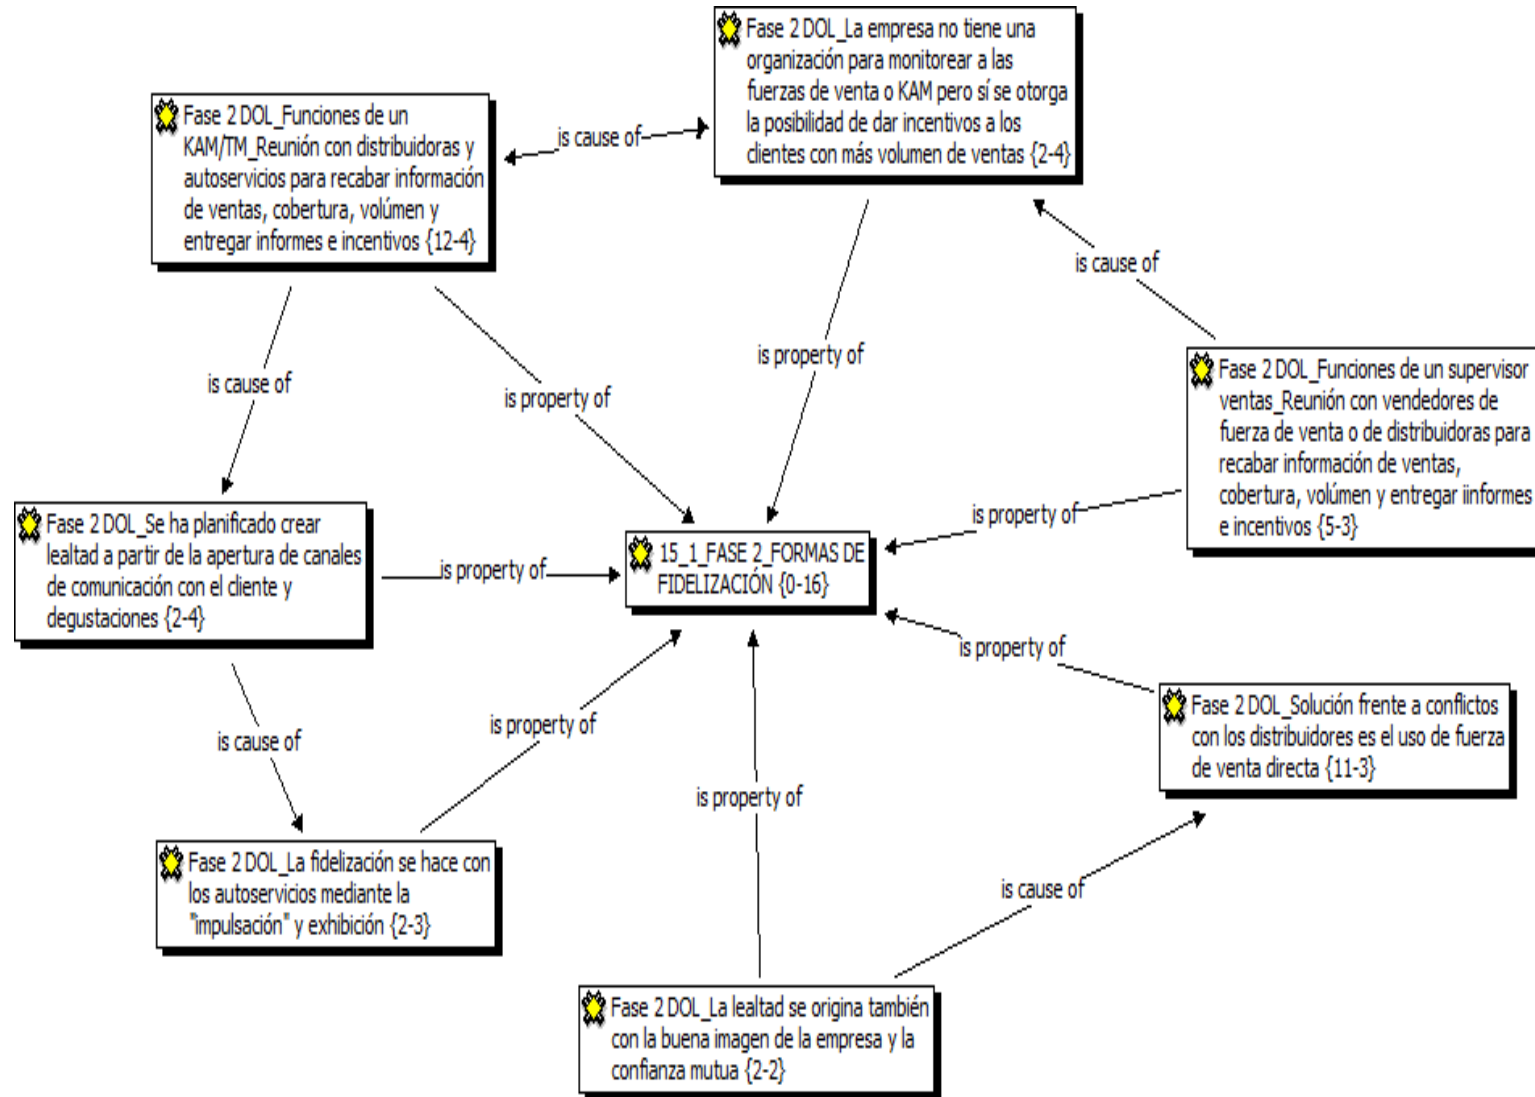 Fase 2 DOL_La empresa no tiene una
organización para monitorear a las
fuerzas de venta o KAM pero sí se otorga
la posibilidad de dar incentivos a los
clientes con más volumen de ventas {2-4}
Fase 2 DOL_Funciones de un
KAM/TM_Reunión con distribuidoras y
autoservicios para recabar información
de ventas, cobertura, volúmen y
entregar informes e incentivos {12-4}
is cause of
is cause of
is property of
is cause of
is property of
Fase 2 DOL_Funciones de un supervisor
ventas_Reunión con vendedores de
fuerza de venta o de distribuidoras para
recabar información de ventas,
cobertura, volúmen y entregar iinformes
e incentivos {5-3}
Fase 2 DOL_Se ha planificado crear
lealtad a partir de la apertura de canales
de comunicación con el cliente y
degustaciones {2-4}
is property of
is property of
15_1_FASE 2_FORMAS DE
FIDELIZACIÓN {0-16}
is property of
Fase 2 DOL_Solución frente a conflictos
con los distribuidores es el uso de fuerza
de venta directa {11-3}
is cause of
is property of
is property of
Fase 2 DOL_La fidelización se hace con
los autoservicios mediante la
"impulsación" y exhibición {2-3}
is cause of
Fase 2 DOL_La lealtad se origina también
con la buena imagen de la empresa y la
confianza mutua {2-2}